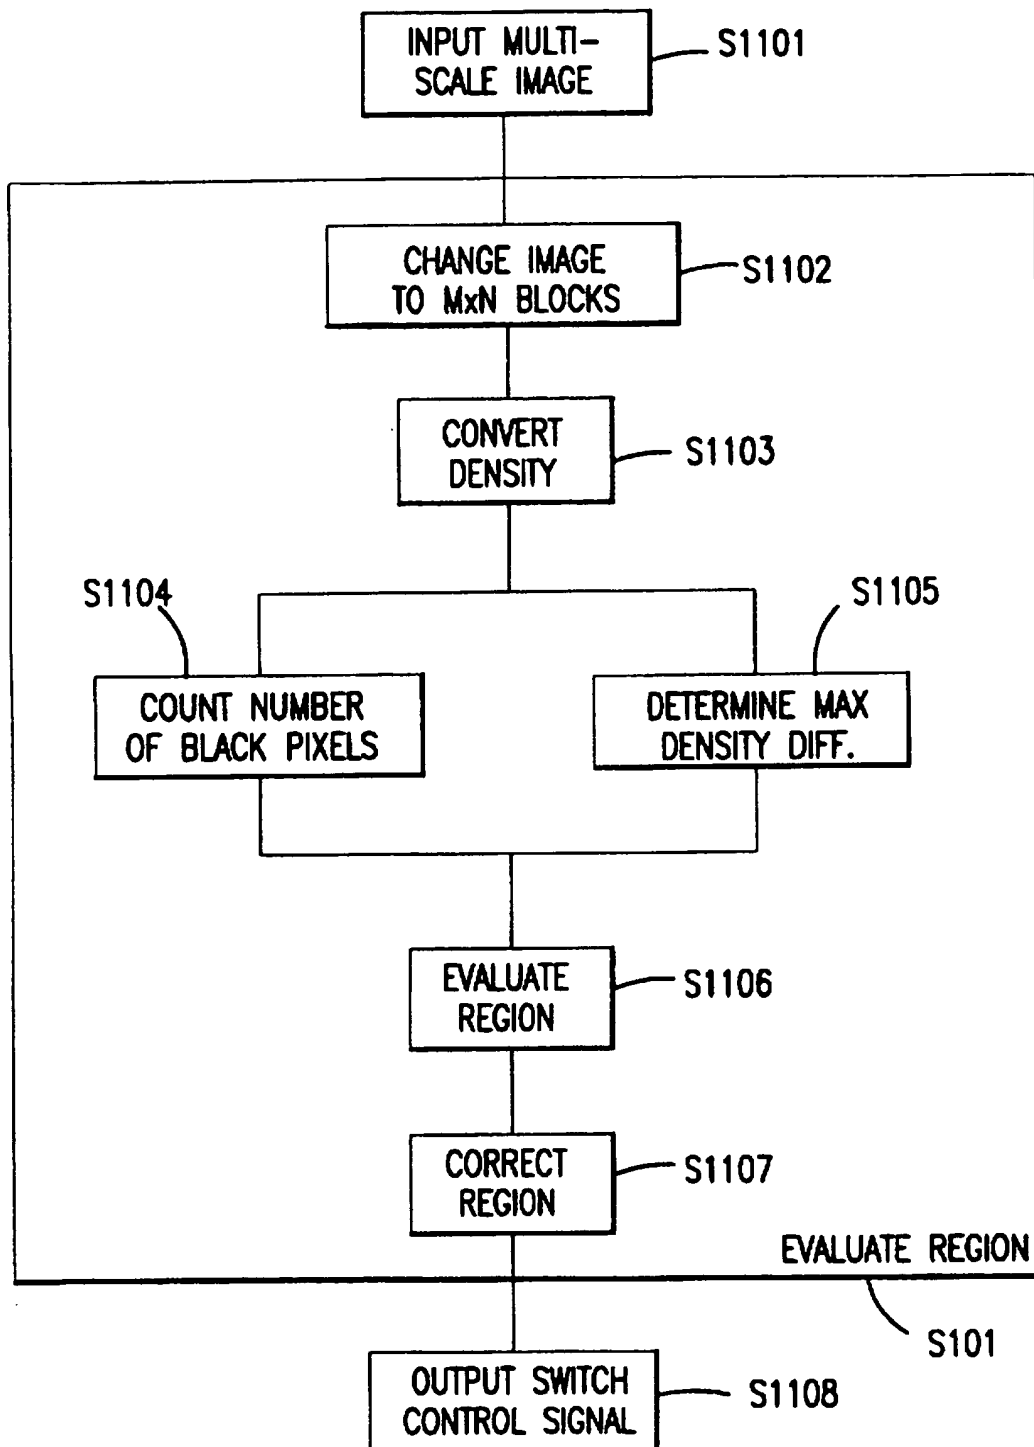 INPUT MULTI-
SCALE IMAGE
S1101
CHANGE IMAGE
TO MxN BLOCKS
S1102
CONVERT
DENSITY
S1103
S1104
S1105
COUNT NUMBER
OF BLACK PIXELS
DETERMINE MAX
DENSITY DIFF.
EVALUATE
REGION
S1106
CORRECT
REGION
S1107
EVALUATE REGION
S101
OUTPUT SWITCH
CONTROL SIGNAL
S1108